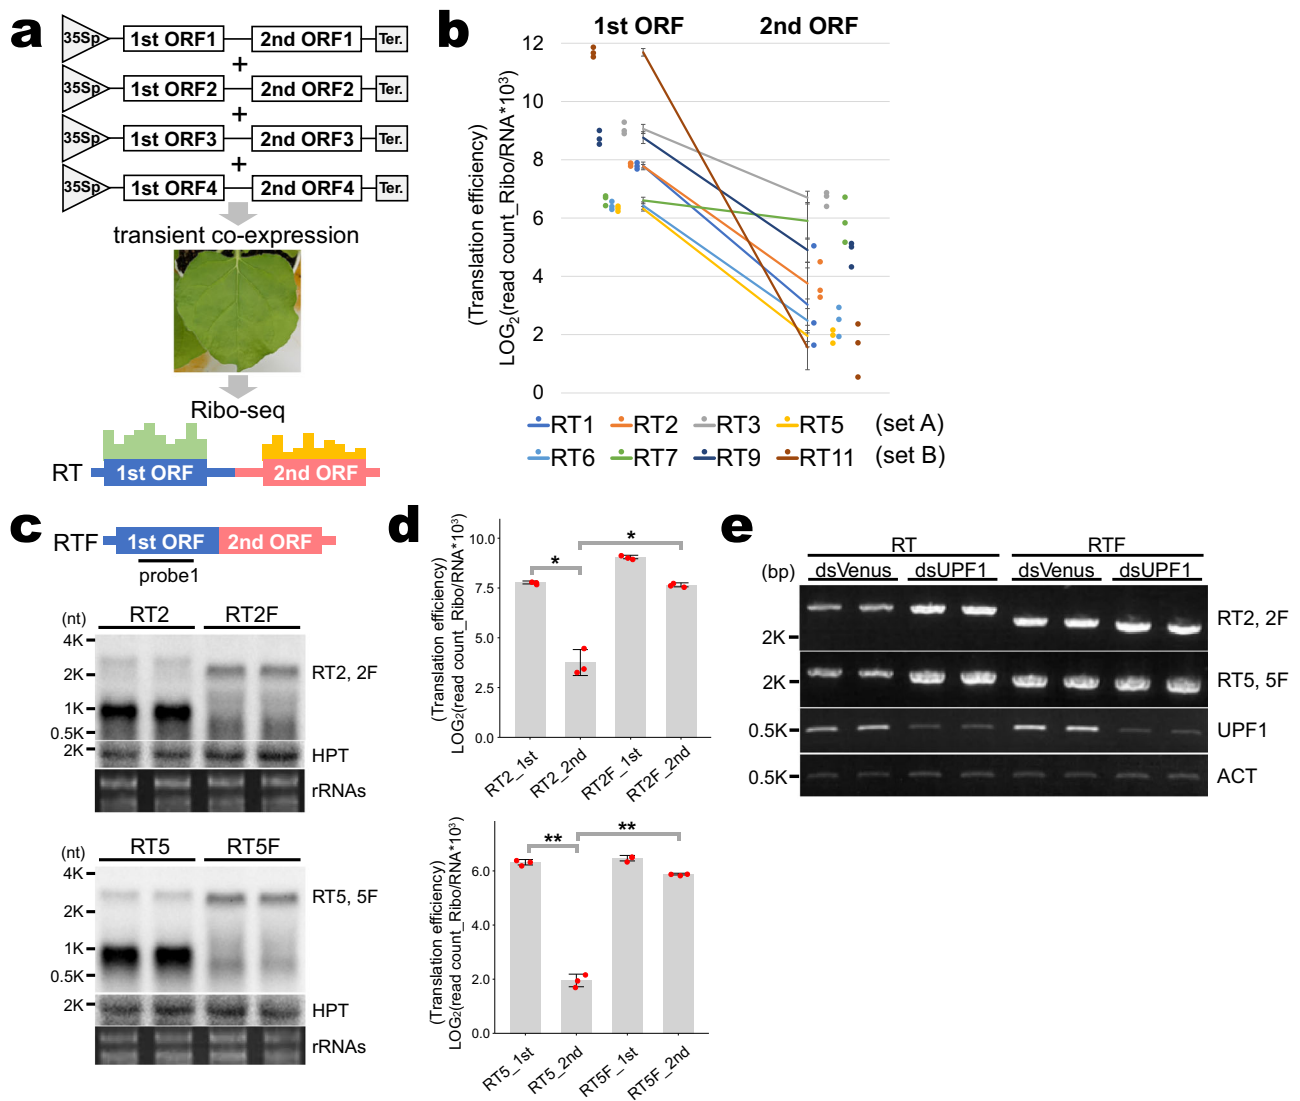 a
35Sp 1st ORF1 2nd ORF1 Ter.
+
35Sp 1st ORF2 2nd ORF2 Ter.
+
35Sp 1st ORF3 2nd ORF3 Ter.
+
35Sp 1st ORF4 2nd ORF4 Ter.
transient co-expression
Ribo-seq
RT 1st ORF 2nd ORF
b
1st ORF 2nd ORF
(Translation efficiency)
LOG2(read count_Ribo/RNA*10³)
12
10
8
6
4
2
0
RT1 RT2 RT3 RT5 (set A)
RT6 RT7 RT9 RT11 (set B)
c
RTF 1st ORF 2nd ORF
probe1
(nt) RT2 RT2F
4K
2K
1K
0.5K
2K
RT2, 2F
HPT
rRNAs
(nt) RT5 RT5F
4K
2K
1K
0.5K
2K
RT5, 5F
HPT
rRNAs
d
(Translation efficiency)
LOG2(read count_Ribo/RNA*10³)
10.0
7.5
5.0
2.5
0.0
* *
RT2_1st RT2_2nd RT2F_1st RT2F_2nd
(Translation efficiency)
LOG2(read count_Ribo/RNA*10³)
6.0
4.0
2.0
0.0
** **
RT5_1st RT5_2nd RT5F_1st RT5F_2nd
e
RT RTF
(bp) dsVenus dsUPF1 dsVenus dsUPF1
2K RT2, 2F
2K RT5, 5F
0.5K UPF1
0.5K ACT